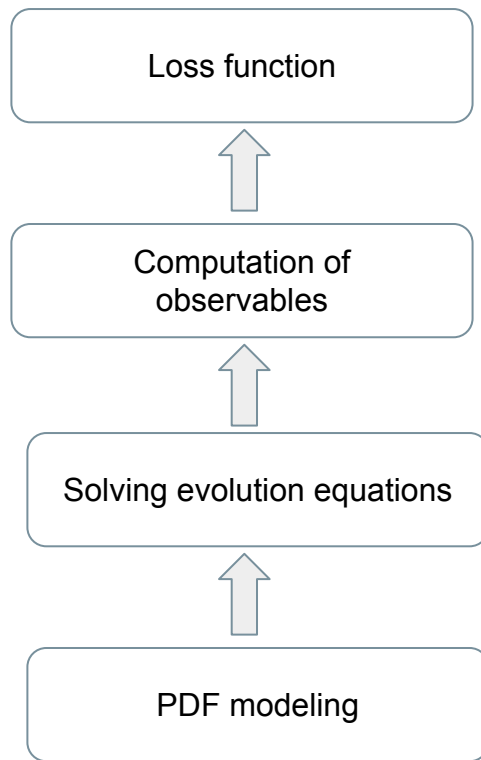 Loss function
Computation of
observables
Solving evolution equations
PDF modeling